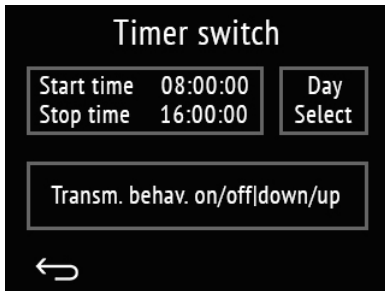 Timer switch
Start time 08:00:00
Stop time 16:00:00
Day
Select
Transm. behav. on/off|down/up